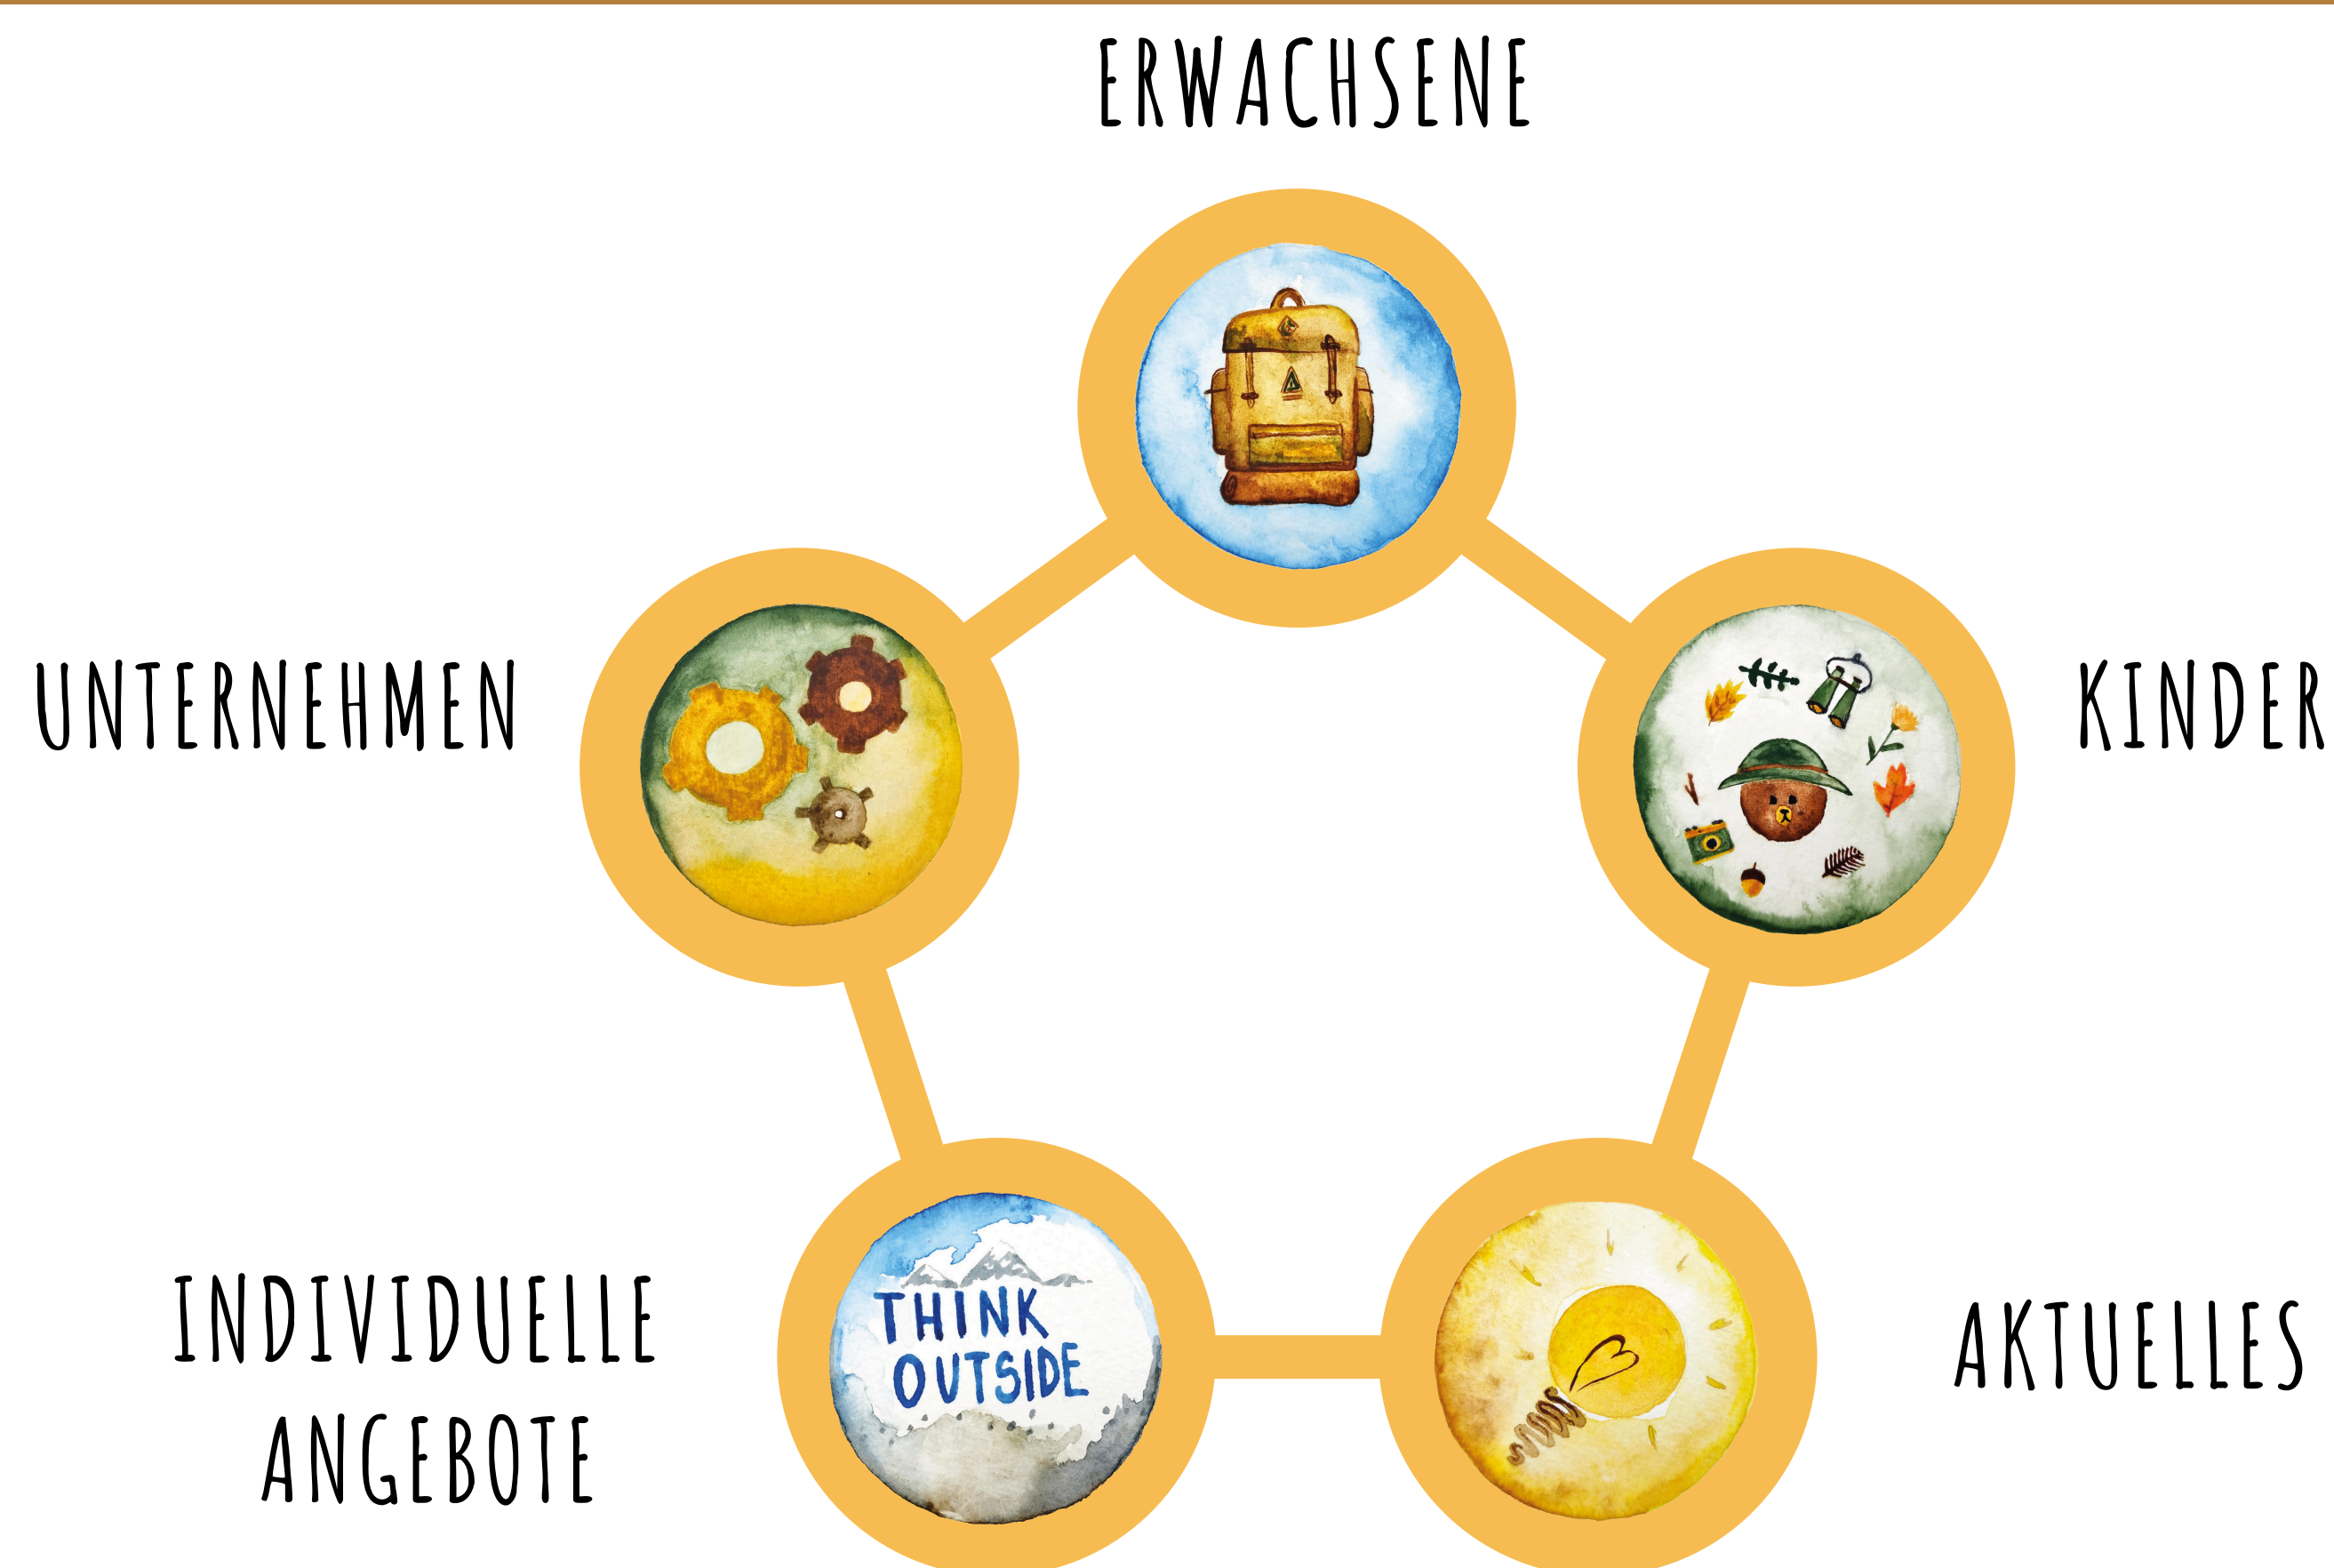 ERWACHSENE
UNTERNEHMEN
KINDER
THINK
OUTSIDE
INDIVIDUELLE
ANGEBOTE
AKTUELLES